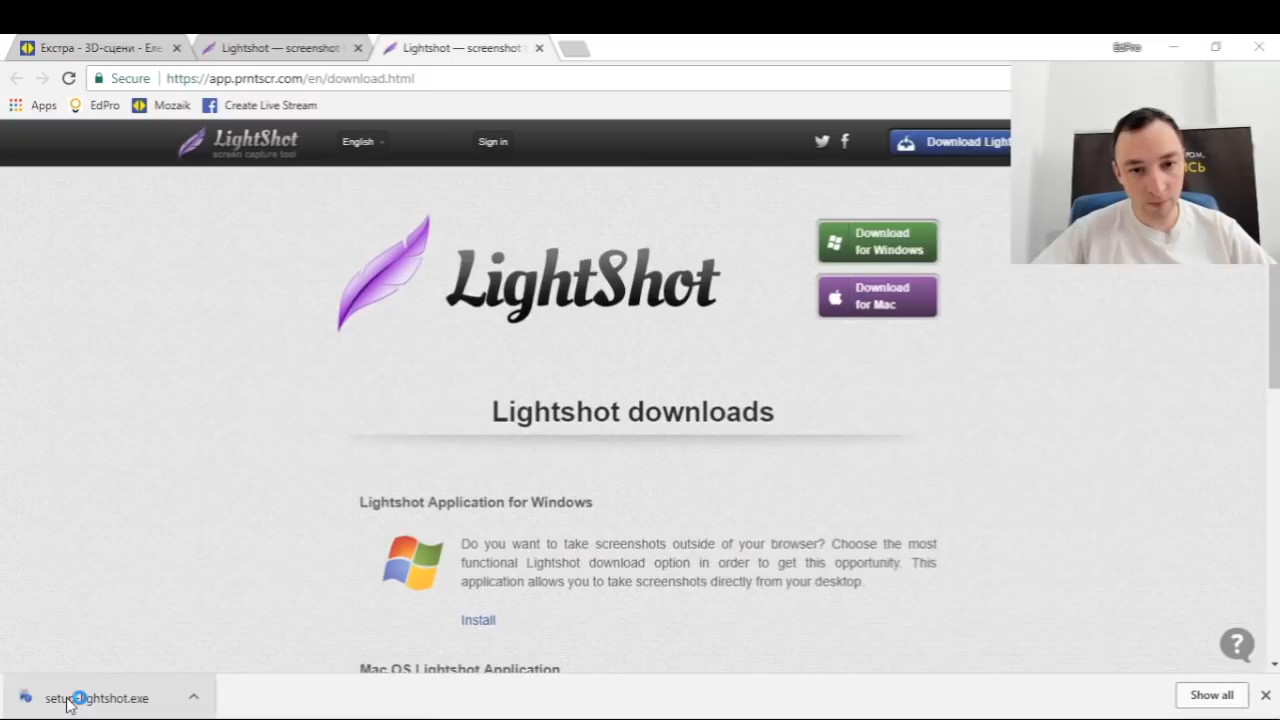 Екстра - 3D-сцени - Еле
Lightshot — screenshot
Lightshot — screenshot
EdPro
Secure
https://app.prntscr.com/en/download.html
Apps
EdPro
Mozaik
Create Live Stream
LightShot
screen capture tool
English
Sign in
Download Light
LightShot
Download
for Windows
Download
for Mac
Lightshot downloads
Lightshot Application for Windows
Do you want to take screenshots outside of your browser? Choose the most
functional Lightshot download option in order to get this opportunity. This
application allows you to take screenshots directly from your desktop.
Install
Mac OS Lightshot Application
setup-lightshot.exe
Show all